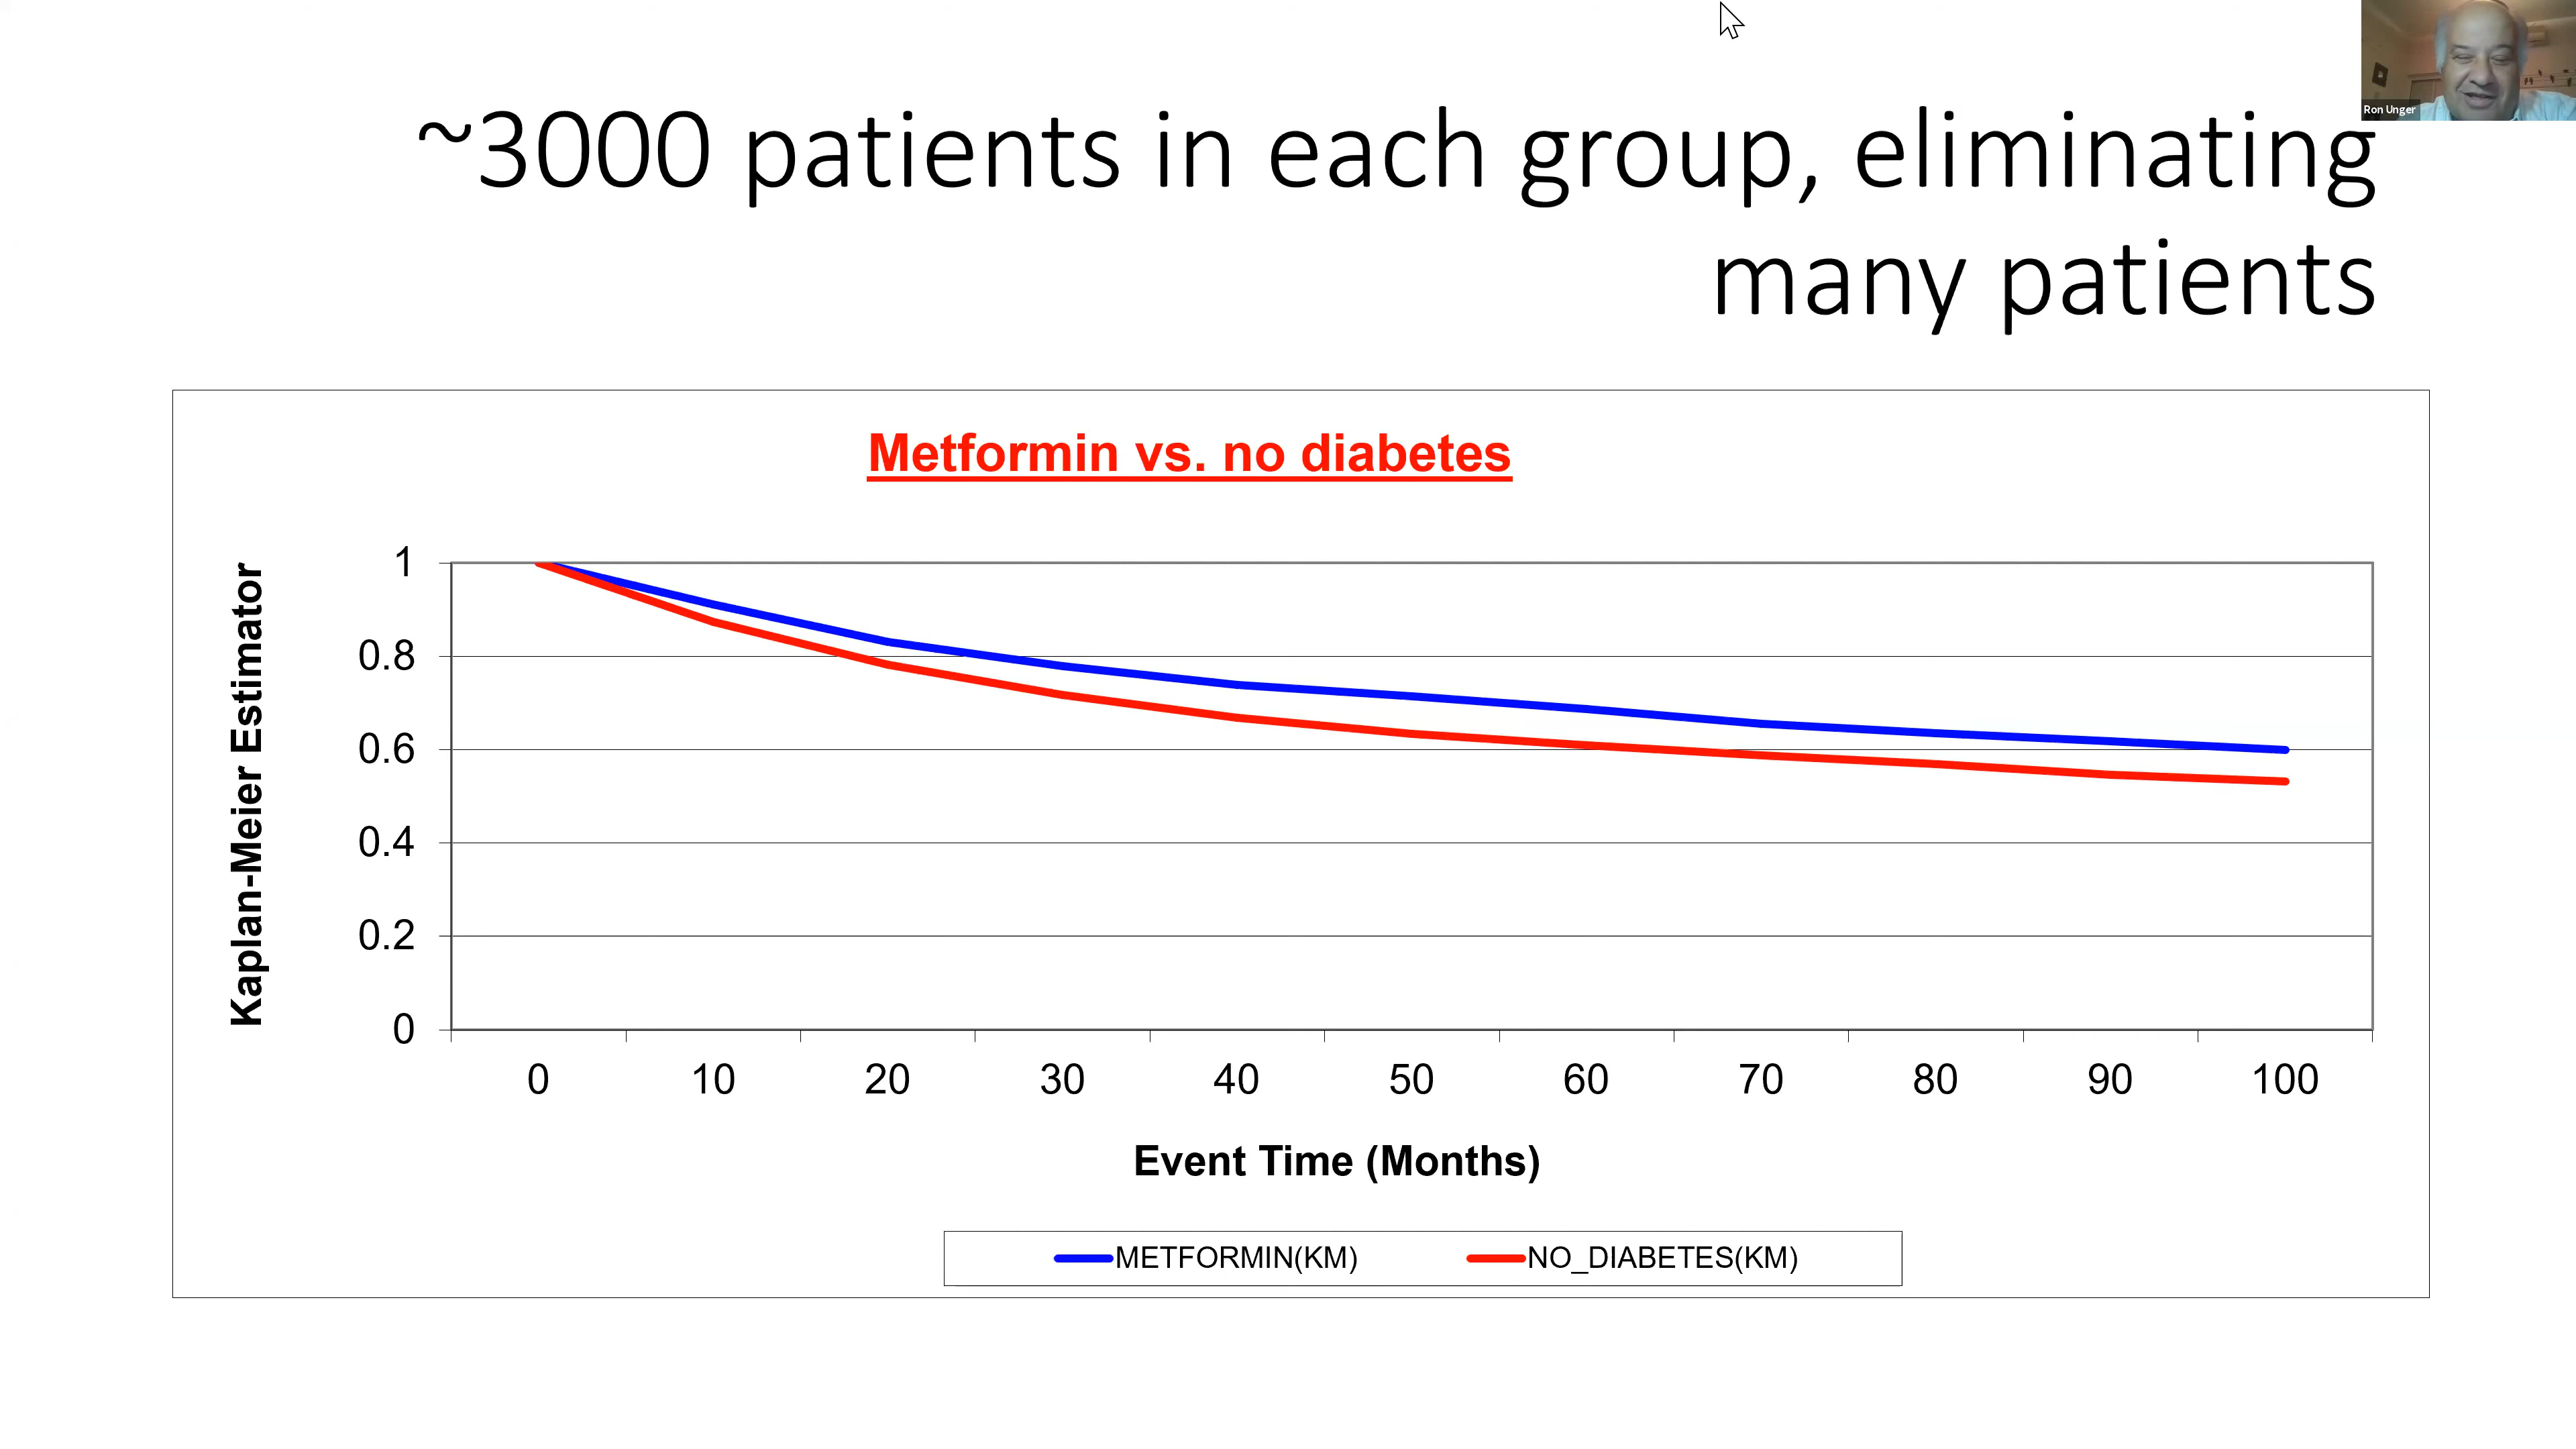 Ron Unger
~3000 patients in each group, eliminating
many patients
Metformin vs. no diabetes
Kaplan-Meier Estimator
1
0.8
0.6
0.4
0.2
0
0 10 20 30 40 50 60 70 80 90 100
Event Time (Months)
METFORMIN(KM) NO_DIABETES(KM)